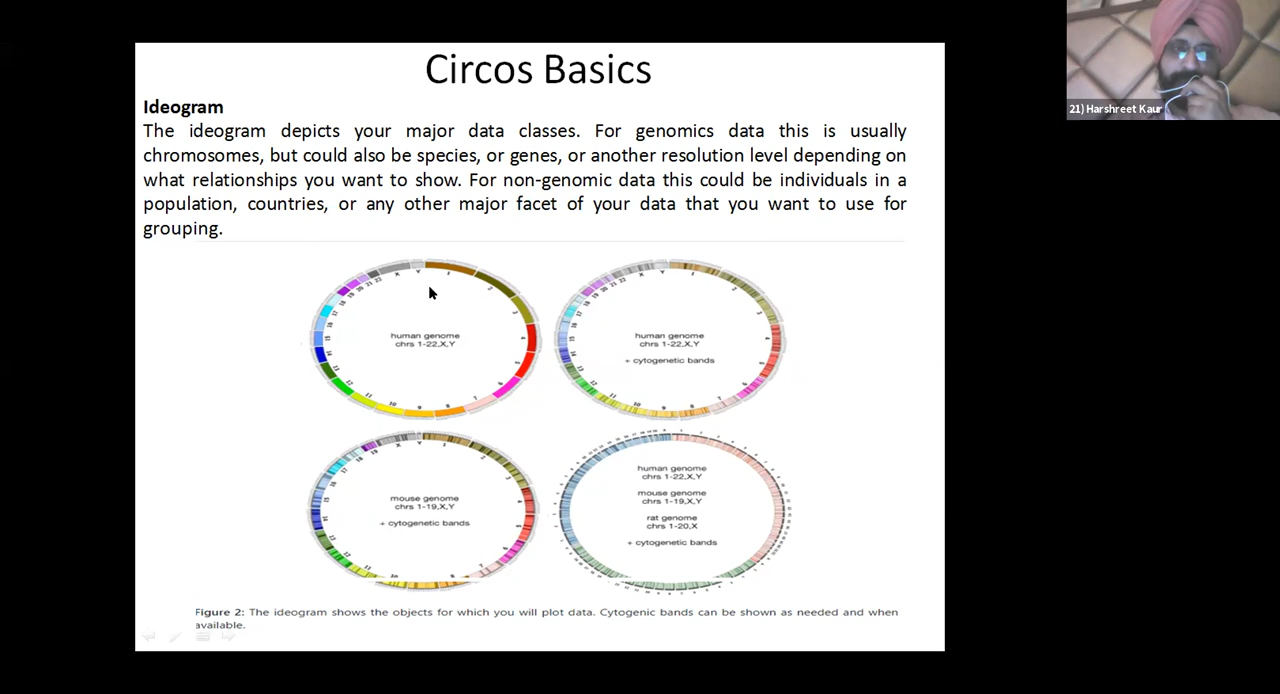 Circos Basics
Ideogram
The ideogram depicts your major data classes. For genomics data this is usually
chromosomes, but could also be species, or genes, or another resolution level depending on
what relationships you want to show. For non-genomic data this could be individuals in a
population, countries, or any other major facet of your data that you want to use for
grouping.
human genome
chrs 1-22,X,Y
human genome
chrs 1-22,X,Y
+ cytogenetic bands
mouse genome
chrs 1-19,X,Y
+ cytogenetic bands
human genome
chrs 1-22,X,Y
mouse genome
chrs 1-19,X,Y
rat genome
chrs 1-20,X
+ cytogenetic bands
Figure 2: The ideogram shows the objects for which you will plot data. Cytogenic bands can be shown as needed and when
available.
21) Harshreet Kaur